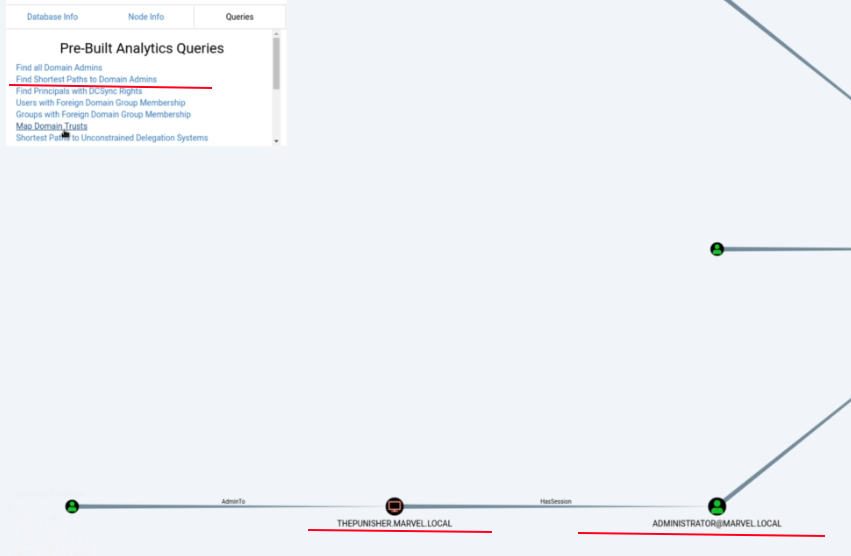 Database Info
Node Info
Queries
Pre-Built Analytics Queries
Find all Domain Admins
Find Shortest Paths to Domain Admins
Find Principals with DCSync Rights
Users with Foreign Domain Group Membership
Groups with Foreign Domain Group Membership
Map Domain Trusts
Shortest Paths to Unconstrained Delegation Systems
AdminTo
HasSession
THEPUNISHER.MARVEL.LOCAL
ADMINISTRATOR@MARVEL.LOCAL